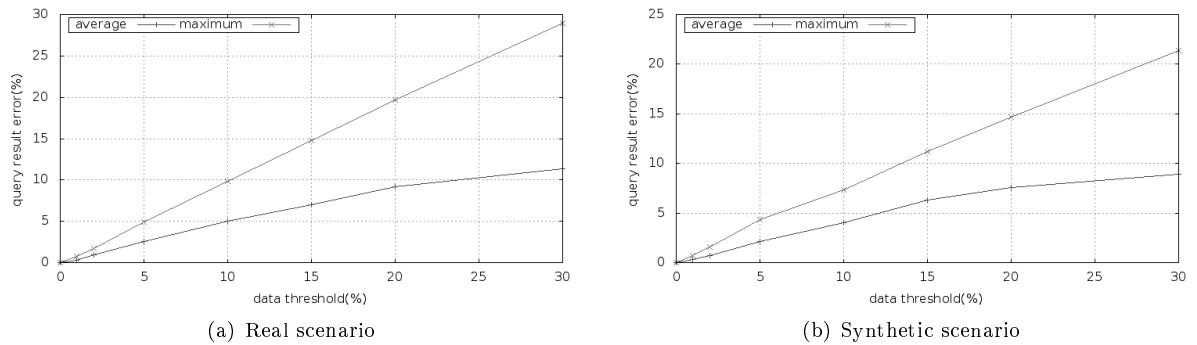 average maximum
query result error(%)
30
25
20
15
10
5
0
0 5 10 15 20 25 30
data threshold(%)
(a) Real scenario
average maximum
query result error(%)
25
20
15
10
5
0
0 5 10 15 20 25 30
data threshold(%)
(b) Synthetic scenario